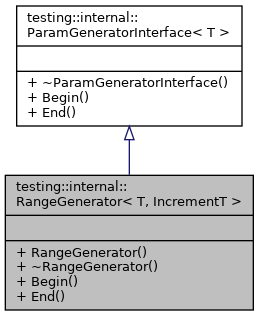 testing::internal::
ParamGeneratorInterface< T >
+ ~ParamGeneratorInterface()
+ Begin()
+ End()
testing::internal::
RangeGenerator< T, IncrementT >
+ RangeGenerator()
+ ~RangeGenerator()
+ Begin()
+ End()